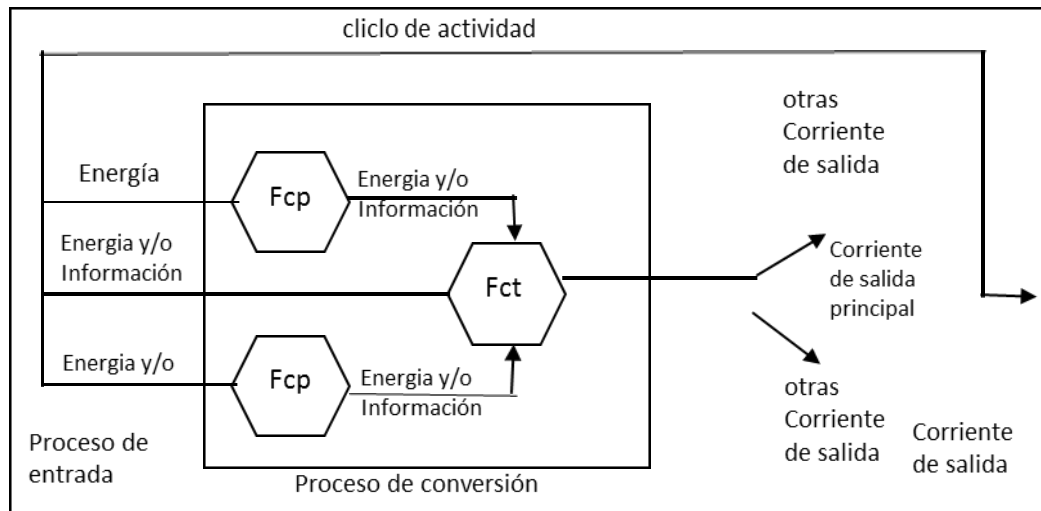 cliclo de actividad
otras
Corriente
de salida
Energía
Fcp
Energia y/o
Información
Energia y/o
Información
Fct
Corriente
de salida
principal
Energia y/o
Fcp
Energia y/o
Información
otras
Corriente
de salida
Corriente
de salida
Proceso de
entrada
Proceso de conversión